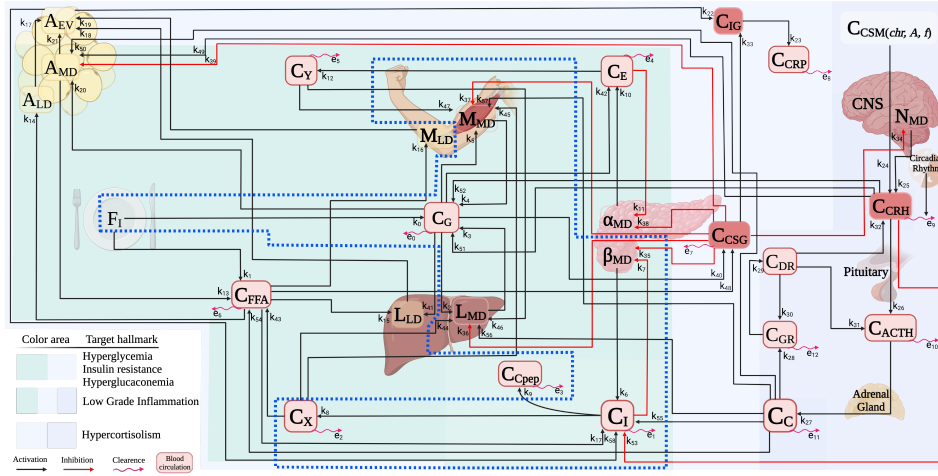 k17
AEV
k19
k18
k21
k50
k49
k39
AMD
k20
ALD
k14
k22
CIG
k33
k23
CCRP
e8
CCSM(chr, A, f)
CY
e5
k12
k47
CE
e4
k42
k10
k37
k57
k45
MMD
MLD
k16
k5
CNS
NMD
k34
k24
Circadian
Rhythm
k25
CCRH
e9
k32
FI
k52
k4
CG
k0
e0
k3
k51
k11
αMD
k38
CCSG
e7
βMD
k35
k7
k40
k48
CDR
k29
Pituitary
k26
k1
k13
CFFA
e6
k54
k43
LLD
k15
k41
k44
LMD
k36
k46
k56
k30
CGR
e12
k28
k31
CACTH
e10
CCpep
e3
k9
k6
CX
k8
e2
CI
k55
e1
k17
k58
k53
CC
k27
e11
Adrenal
Gland
Color area
Target hallmark
Hyperglycemia
Insulin resistance
Hyperglucaconemia
Low Grade Inflammation
Hypercortisolism
Activation
Inhibition
Clearence
Blood
circulation